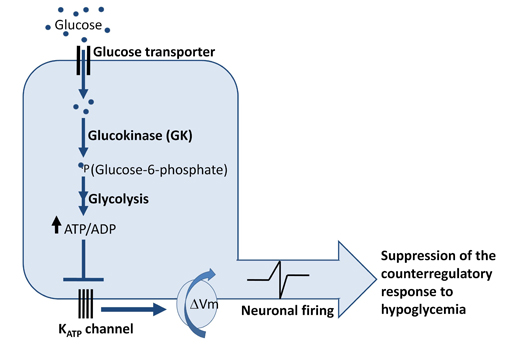 Glucose
Glucose transporter
Glucokinase (GK)
P(Glucose-6-phosphate)
Glycolysis
ATP/ADP
KATP channel
ΔVm
Neuronal firing
Suppression of the
counterregulatory
response to
hypoglycemia